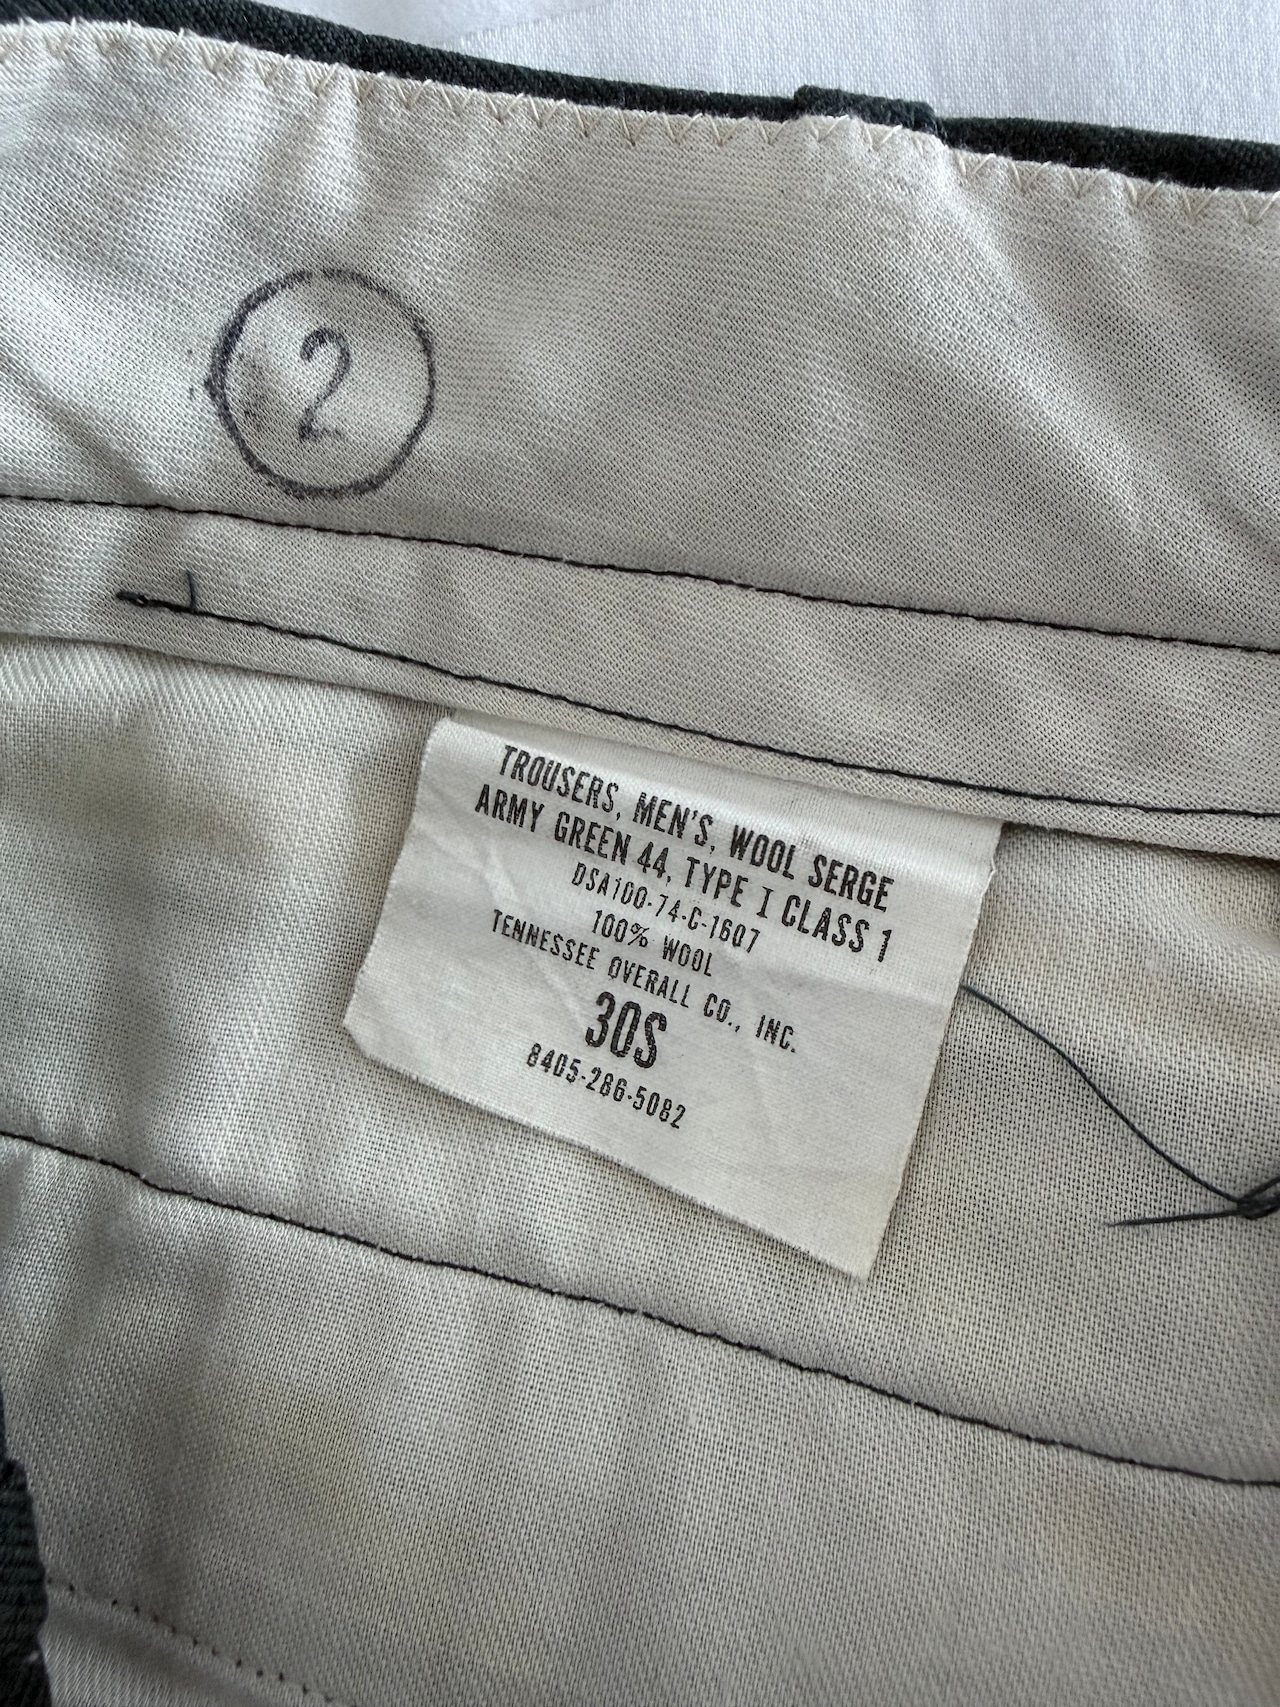 2
TROUSERS, MEN'S, WOOL SERGE
ARMY GREEN 44, TYPE I CLASS 1
DSA100-74-C-1607
100% WOOL
TENNESSEE OVERALL CO., INC.
30S
8405-286-5082